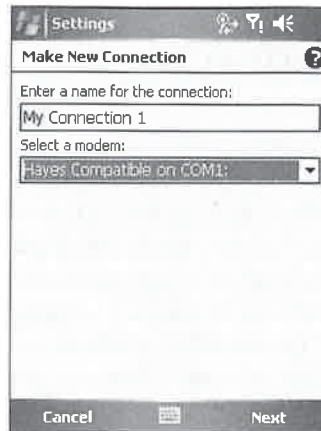 Settings
Make New Connection
Enter a name for the connection:
My Connection 1
Select a modem:
Hayes Compatible on COM1:
Cancel
Next